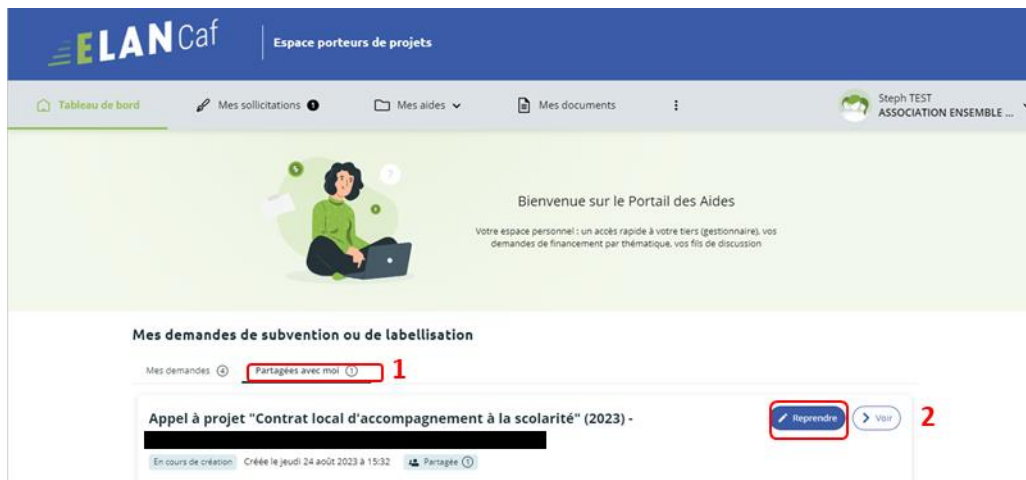 ELAN Caf
Espace porteurs de projets
Tableau de bord
Mes sollicitations 1
Mes aides
Mes documents
Steph TEST
ASSOCIATION ENSEMBLE ...
?
Bienvenue sur le Portail des Aides
Votre espace personnel : un accès rapide à votre tiers (gestionnaire), vos
demandes de financement par thématique, vos fils de discussion
Mes demandes de subvention ou de labellisation
Mes demandes 4
Partagées avec moi 1
1
Appel à projet "Contrat local d'accompagnement à la scolarité" (2023) -
Reprendre
Voir
2
En cours de création
Créée le jeudi 24 août 2023 à 15:32
Partagée 1